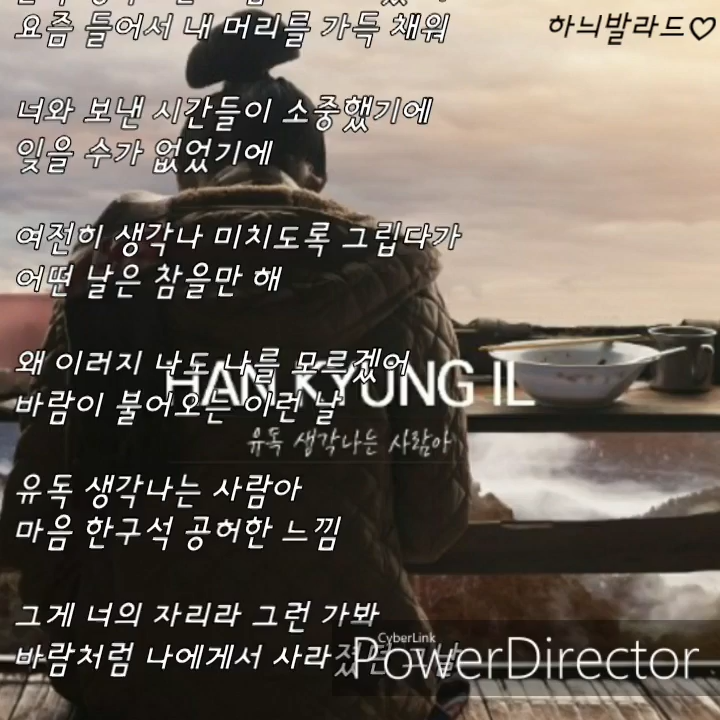 요즘 들어서 내 머리를 가득 채워
하늬발라드♡
너와 보낸 시간들이 소중했기에
잊을 수가 없었기에
여전히 생각나 미치도록 그립다가
어떤 날은 참을만 해
왜 이러지 나도 나를 모르겠어
HAN KYUNG IL
바람이 불어오는 이런 날
유독 생각나는 사람아
유독 생각나는 사람아
마음 한구석 공허한 느낌
그게 너의 자리라 그런 가봐
CyberLink
바람처럼 나에게서 사라졌던 그날
PowerDirector